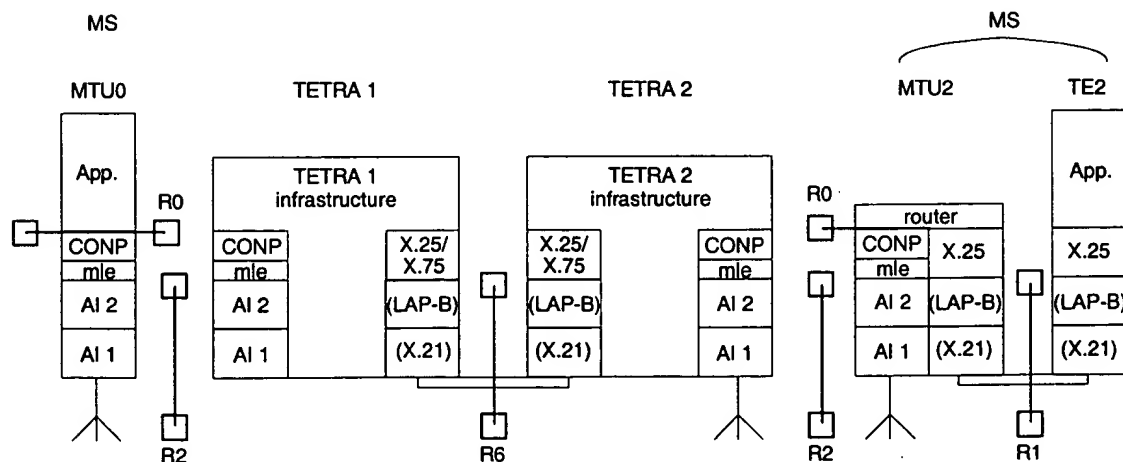 MS
MS
MTU0
TETRA 1
TETRA 2
MTU2
TE2
App.
TETRA 1
infrastructure
TETRA 2
infrastructure
App.
R0
R0
router
CONP
CONP
X.25/
X.75
X.25/
X.75
CONP
CONP
X.25
X.25
mle
mle
mle
mle
AI 2
AI 2
(LAP-B)
(LAP-B)
AI 2
AI 2
(LAP-B)
(LAP-B)
AI 1
AI 1
(X.21)
(X.21)
AI 1
AI 1
(X.21)
(X.21)
R2
R6
R2
R1